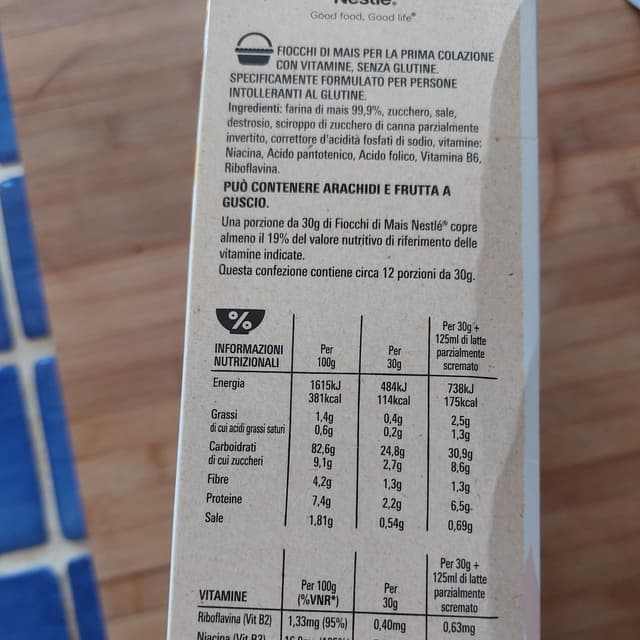 Nestlé®
Good food, Good life®
FIOCCHI DI MAIS PER LA PRIMA COLAZIONE
CON VITAMINE, SENZA GLUTINE.
SPECIFICAMENTE FORMULATO PER PERSONE
INTOLLERANTI AL GLUTINE.
Ingredienti: farina di mais 99,9%, zucchero, sale,
destrosio, sciroppo di zucchero di canna parzialmente
invertito, correttore d'acidità fosfati di sodio, vitamine:
Niacina, Acido pantotenico, Acido folico, Vitamina B6,
Riboflavina.
PUÒ CONTENERE ARACHIDI E FRUTTA A
GUSCIO.
Una porzione da 30g di Fiocchi di Mais Nestlé® copre
almeno il 19% del valore nutritivo di riferimento delle
vitamine indicate.
Questa confezione contiene circa 12 porzioni da 30g.
%
INFORMAZIONI
NUTRIZIONALI
Per
100g
Per
30g
Per 30g +
125ml di latte
parzialmente
scremato
Energia 1615kJ 484kJ 738kJ
381kcal 114kcal 175kcal
Grassi 1,4g 0,4g 2,5g
di cui acidi grassi saturi 0,6g 0,2g 1,3g
Carboidrati 82,6g 24,8g 30,9g
di cui zuccheri 9,1g 2,7g 8,6g
Fibre 4,2g 1,3g 1,3g
Proteine 7,4g 2,2g 6,5g
Sale 1,81g 0,54g 0,69g
VITAMINE
Per 100g
(%VNR*)
Per
30g
Per 30g +
125ml di latte
parzialmente
scremato
Riboflavina (Vit B2) 1,33mg (95%) 0,40mg 0,63mg
Niacina (Vit B3)